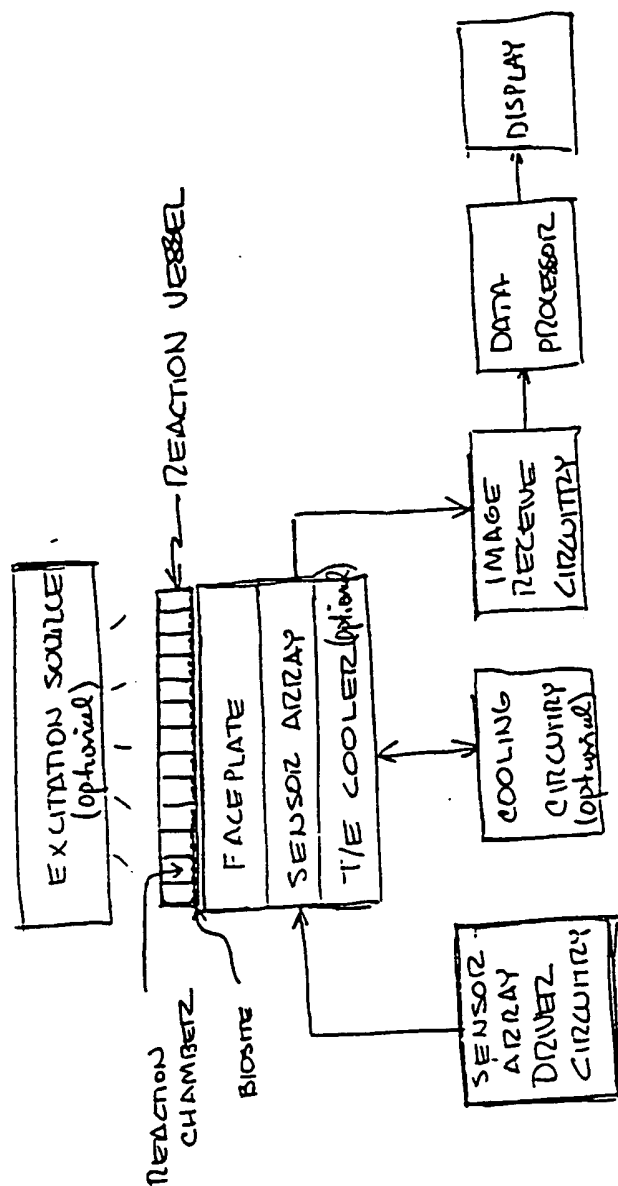 EXCITATION SOURCE
(optional)
REACTION VESSEL
REACTION
CHAMBER
BIOSITE
FACEPLATE
SENSOR ARRAY
T/E COOLER (optional)
SENSOR
ARRAY
DRIVER
CIRCUITRY
COOLING
CIRCUITRY
(optional)
IMAGE
RECEIVE
CIRCUITRY
DATA
PROCESSOR
DISPLAY